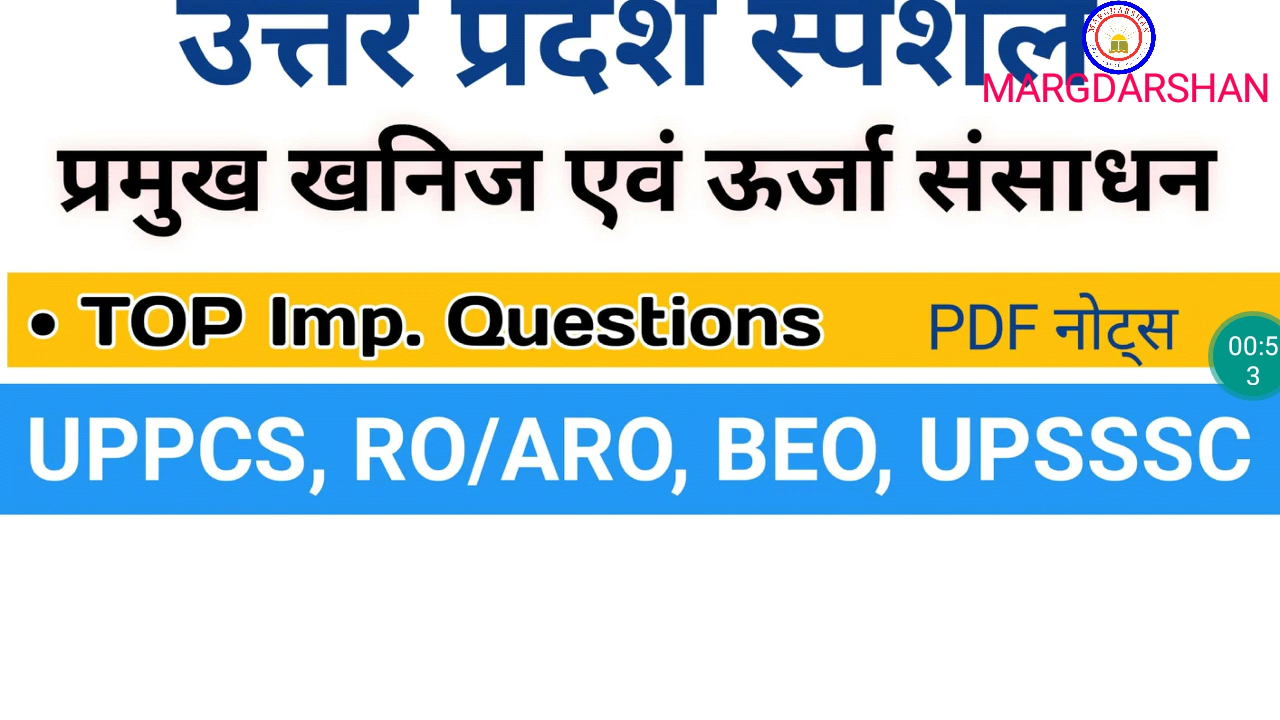 उत्तर प्रदेश स्पेशल
MARGDARSHAN
प्रमुख खनिज एवं ऊर्जा संसाधन
• TOP Imp. Questions PDF नोट्स
00:5
3
UPPCS, RO/ARO, BEO, UPSSSC